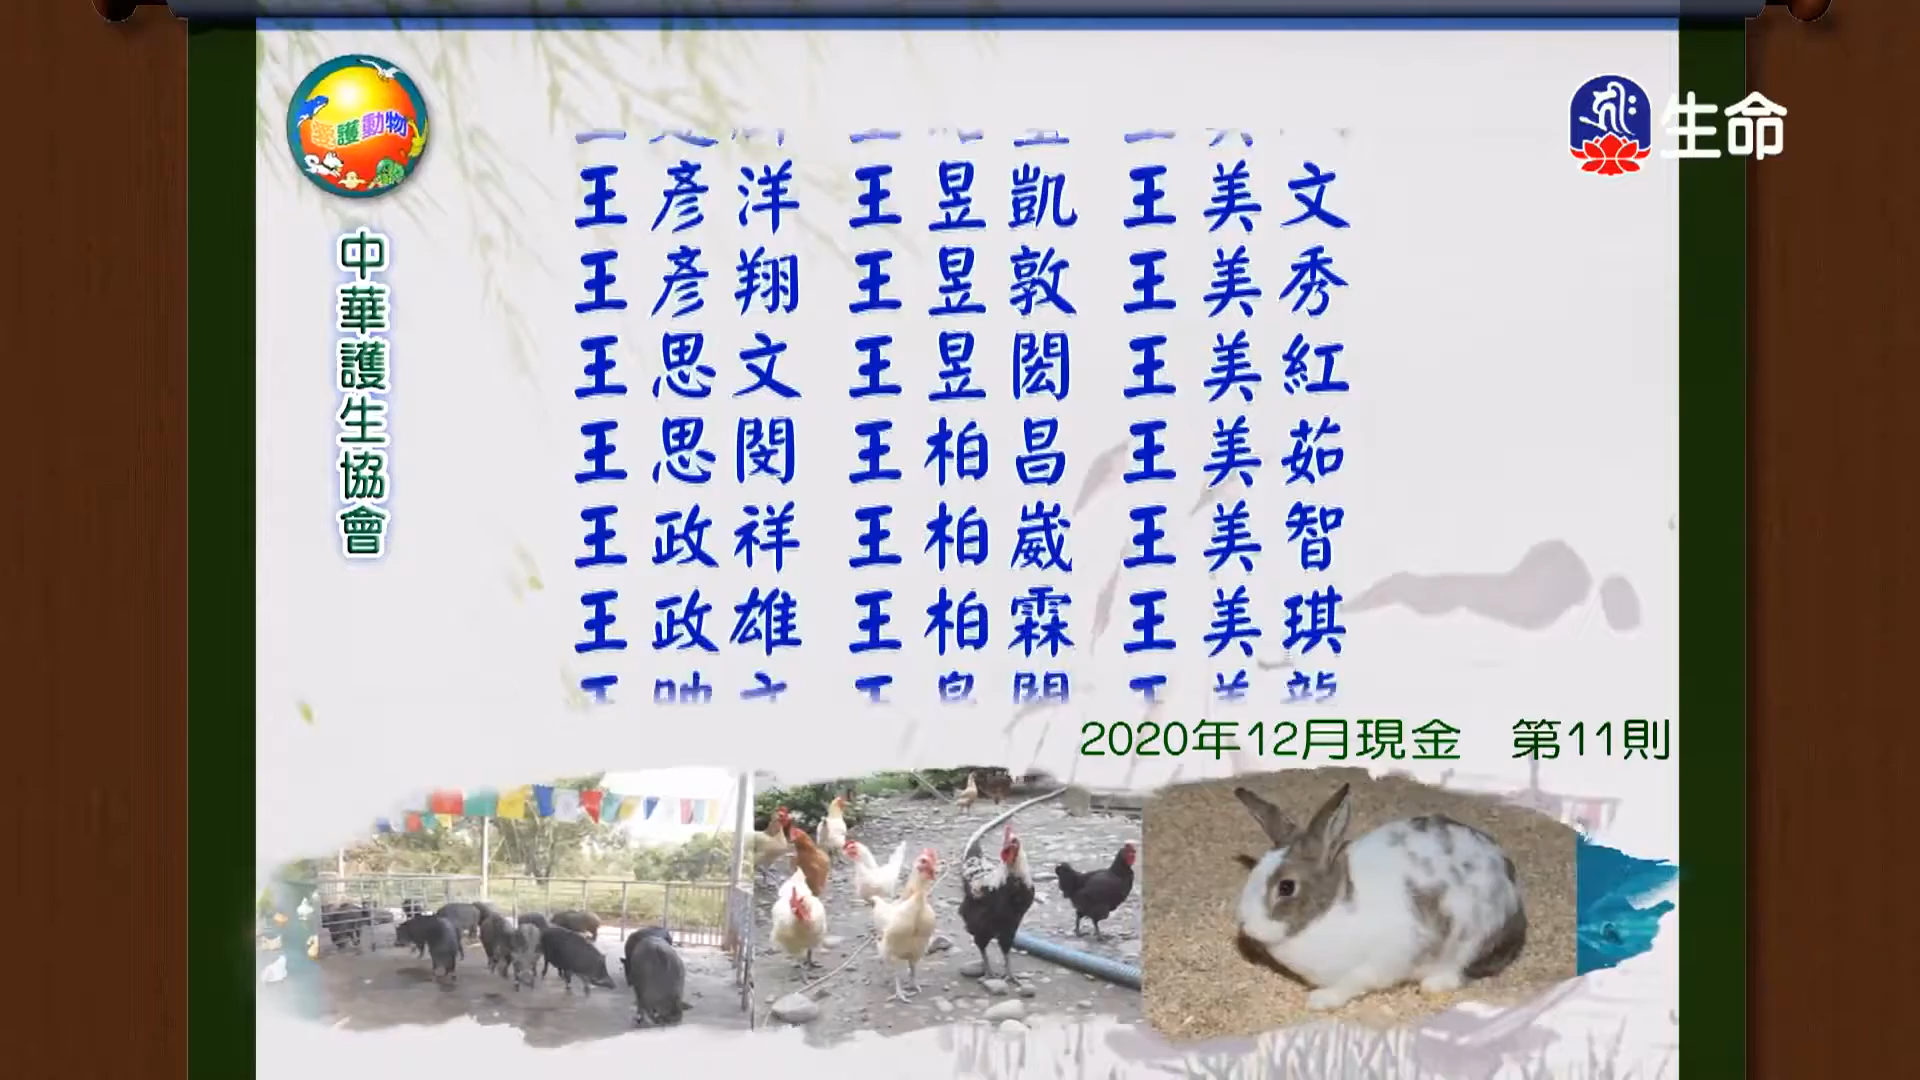 愛護動物
生命
中華護生協會
王彥洋 王昱凱 王美文
王彥翔 王昱敦 王美秀
王思文 王昱閎 王美紅
王思閔 王柏昌 王美茹
王政祥 王柏崴 王美智
王政雄 王柏霖 王美琪
2020年12月現金 第11則